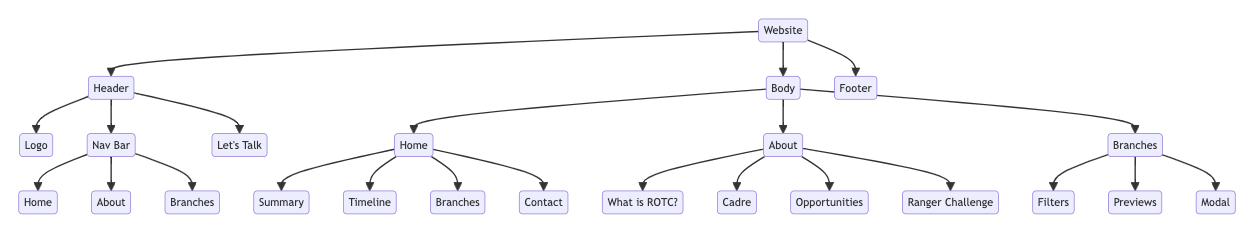 Website
Header
Body
Footer
Logo
Nav Bar
Let's Talk
Home
About
Branches
Home
About
Branches
Summary
Timeline
Branches
Contact
What is ROTC?
Cadre
Opportunities
Ranger Challenge
Filters
Previews
Modal